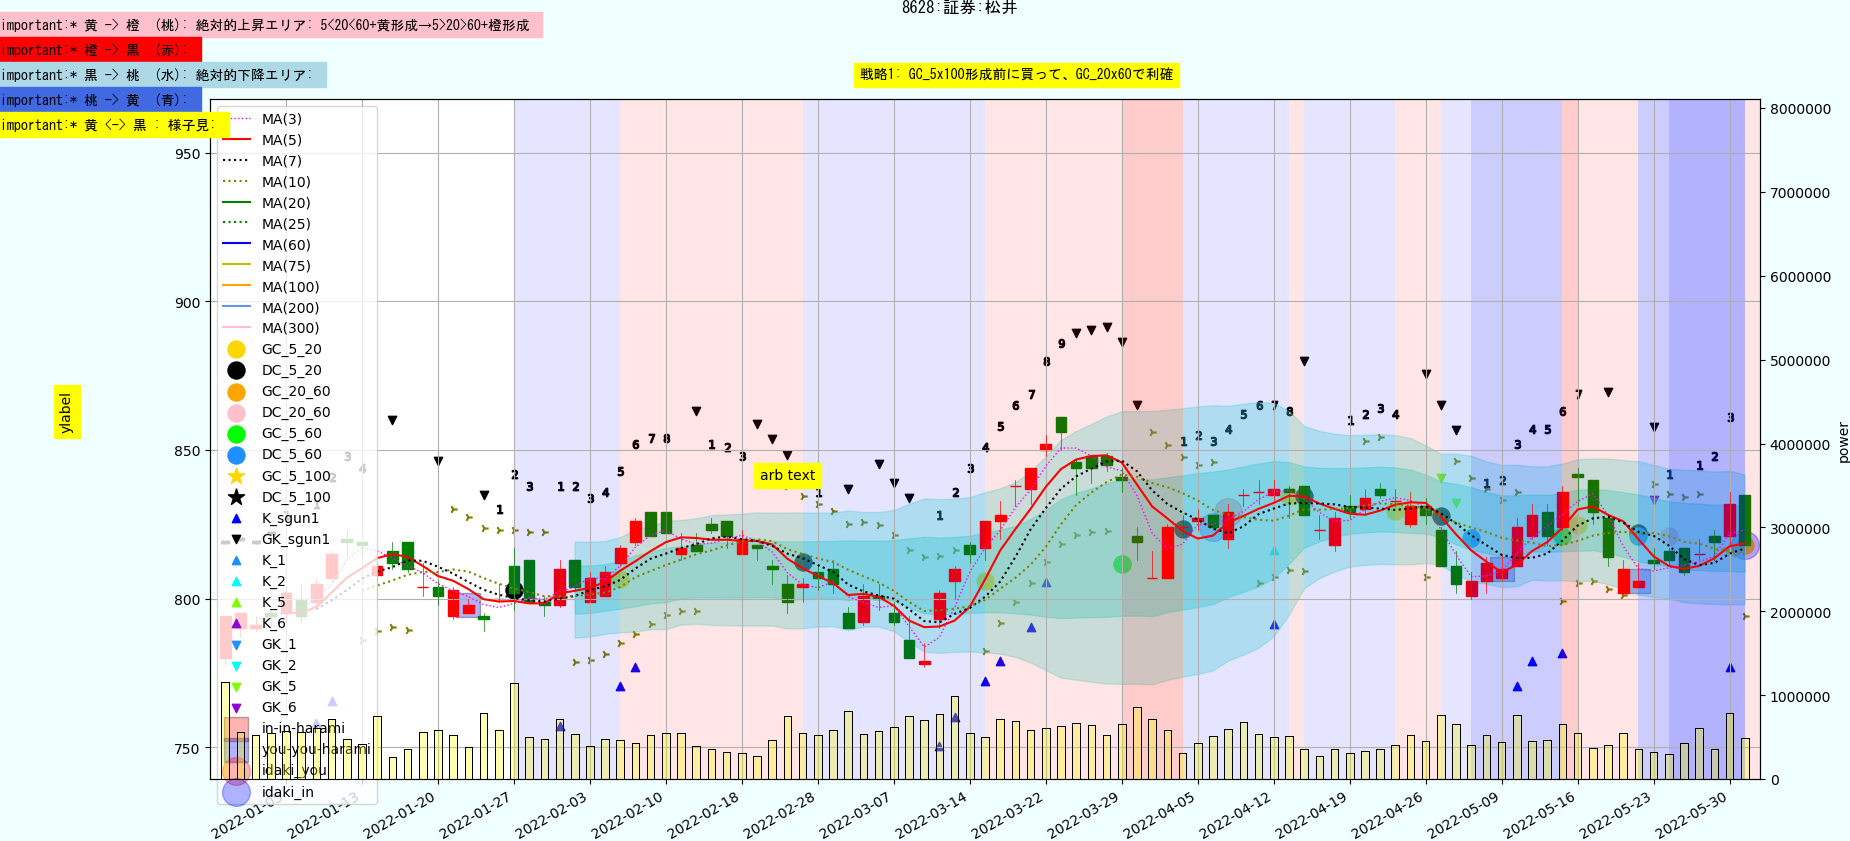 8628:証券:松井
important:* 黄 -> 橙 (桃): 絶対的上昇エリア: 5<20<60+黄形成→5>20>60+橙形成
important:* 橙 -> 黒 (赤):
important:* 黒 -> 桃 (水): 絶対的下降エリア:
important:* 桃 -> 黄 (青):
important:* 黄 <-> 黒 : 様子見:
戦略1: GC_5x100形成前に買って、GC_20x60で利確
MA(3)
MA(5)
MA(7)
MA(10)
MA(20)
MA(25)
MA(60)
MA(75)
MA(100)
MA(200)
MA(300)
GC_5_20
DC_5_20
GC_20_60
DC_20_60
GC_5_60
DC_5_60
GC_5_100
DC_5_100
K_sgun1
GK_sgun1
K_1
K_2
K_5
K_6
GK_1
GK_2
GK_5
GK_6
in-in-harami
you-you-harami
idaki_you
idaki_in
ylabel
950
900
850
800
750
arb text
8000000
7000000
6000000
5000000
4000000
3000000
2000000
1000000
0
power
2022-01-13
2022-01-20
2022-01-27
2022-02-03
2022-02-10
2022-02-18
2022-02-28
2022-03-07
2022-03-14
2022-03-22
2022-03-29
2022-04-05
2022-04-12
2022-04-19
2022-04-26
2022-05-09
2022-05-16
2022-05-23
2022-05-30